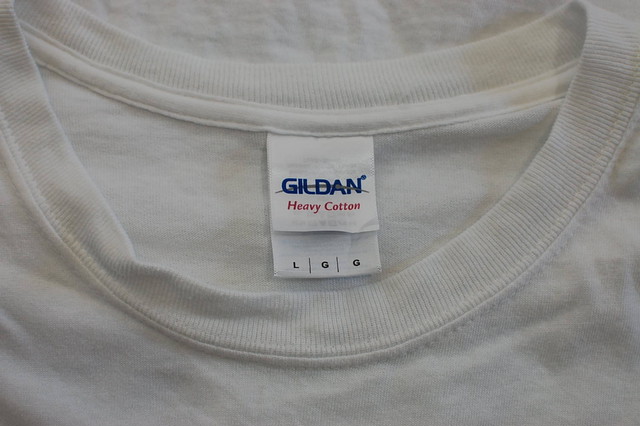 GILDAN®
Heavy Cotton
L | G | G